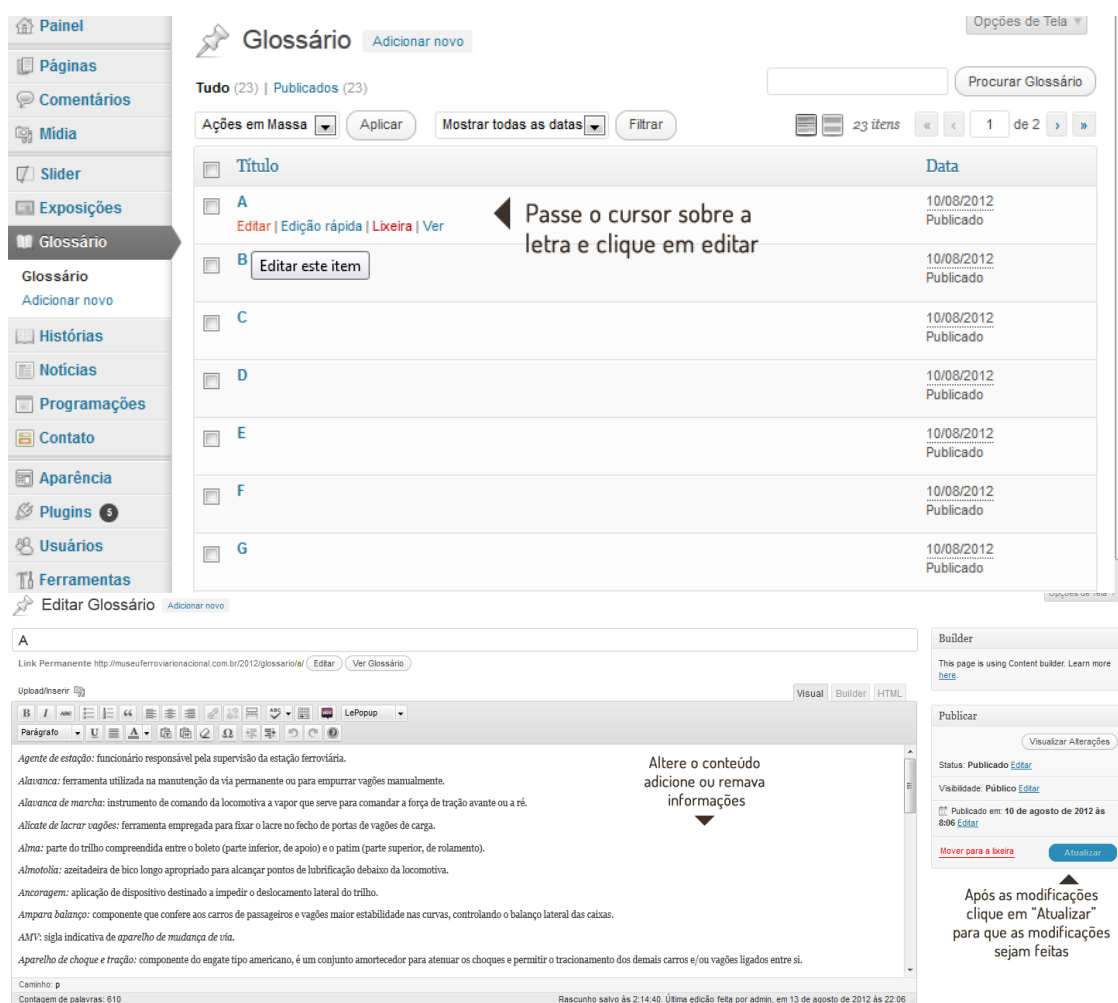 Painel
Páginas
Comentários
Mídia
Slider
Exposições
Glossário
Glossário
Adicionar novo
Histórias
Notícias
Programações
Contato
Aparência
Plugins 5
Usuários
Ferramentas
Opções de Tela
Glossário Adicionar novo
Tudo (23) | Publicados (23)
Procurar Glossário
Ações em Massa Aplicar Mostrar todas as datas Filtrar 23 itens « ‹ 1 de 2 › »
Título Data
A 10/08/2012
Editar | Edição rápida | Lixeira | Ver Publicado
Passe o cursor sobre a
letra e clique em editar
B Editar este item 10/08/2012
Publicado
C 10/08/2012
Publicado
D 10/08/2012
Publicado
E 10/08/2012
Publicado
F 10/08/2012
Publicado
G 10/08/2012
Publicado
Opções de Tela
Editar Glossário Adicionar novo
A
Link Permanente http://museuferroviarionacional.com.br/2012/glossario/a/ Editar Ver Glossário
Upload/Inserir
Visual Builder HTML
B I ABC LePopup
Parágrafo U A Ω
Agente de estação: funcionário responsável pela supervisão da estação ferroviária.
Alavanca: ferramenta utilizada na manutenção da via permanente ou para empurrar vagões manualmente.
Alavanca de marcha: instrumento de comando da locomotiva a vapor que serve para comandar a força de tração avante ou a ré.
Alicate de lacrar vagões: ferramenta empregada para fixar o lacre no fecho de portas de vagões de carga.
Alma: parte do trilho compreendida entre o boleto (parte inferior, de apoio) e o patim (parte superior, de rolamento).
Almotolia: azeitadeira de bico longo apropriado para alcançar pontos de lubrificação debaixo da locomotiva.
Ancoragem: aplicação de dispositivo destinado a impedir o deslocamento lateral do trilho.
Ampara balanço: componente que confere aos carros de passageiros e vagões maior estabilidade nas curvas, controlando o balanço lateral das caixas.
AMV: sigla indicativa de aparelho de mudança de via.
Aparelho de choque e tração: componente do engate tipo americano, é um conjunto amortecedor para atenuar os choques e permitir o tracionamento dos demais carros e/ou vagões ligados entre si.
Altere o conteúdo
adicione ou remava
informações
Caminho: p
Contagem de palavras: 610 Rascunho salvo às 2:14:40. Última edição feita por admin, em 13 de agosto de 2012 às 22:06
Builder
This page is using Content builder. Learn more
here.
Publicar
Visualizar Alterações
Status: Publicado Editar
Visibilidade: Público Editar
Publicado em: 10 de agosto de 2012 às
8:06 Editar
Mover para a lixeira Atualizar
Após as modificações
clique em “Atualizar”
para que as modificações
sejam feitas